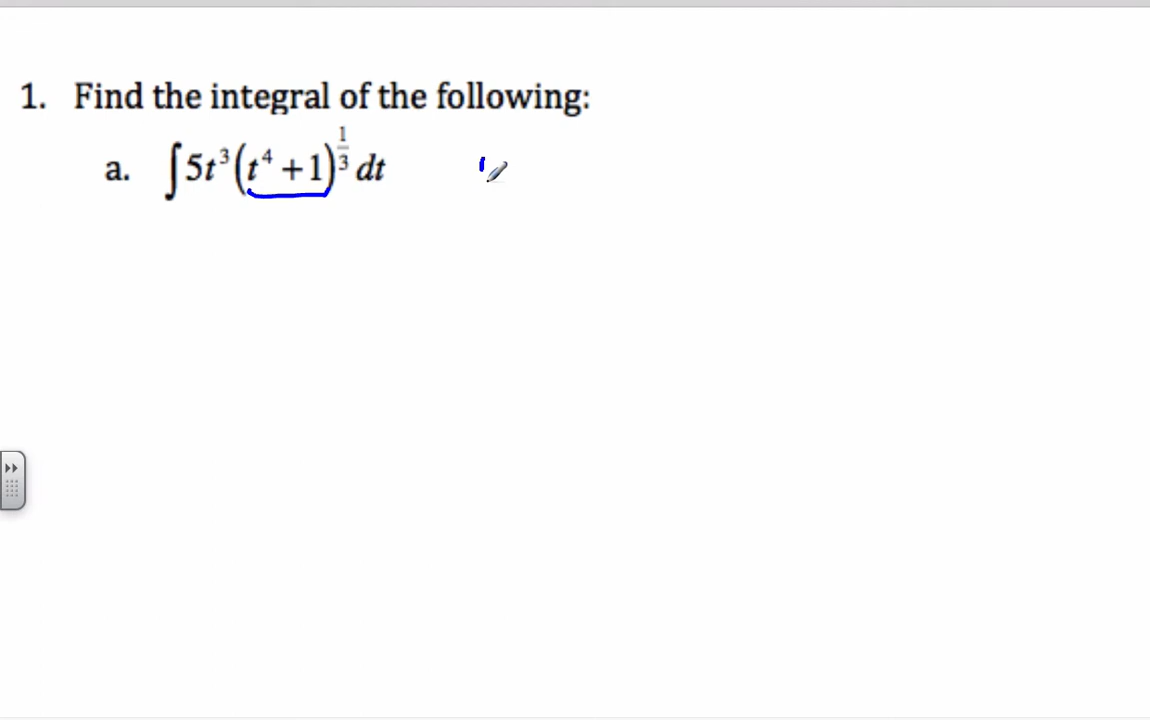 1. Find the integral of the following:
a. ∫5t³(t⁴+1)^{1/3} dt